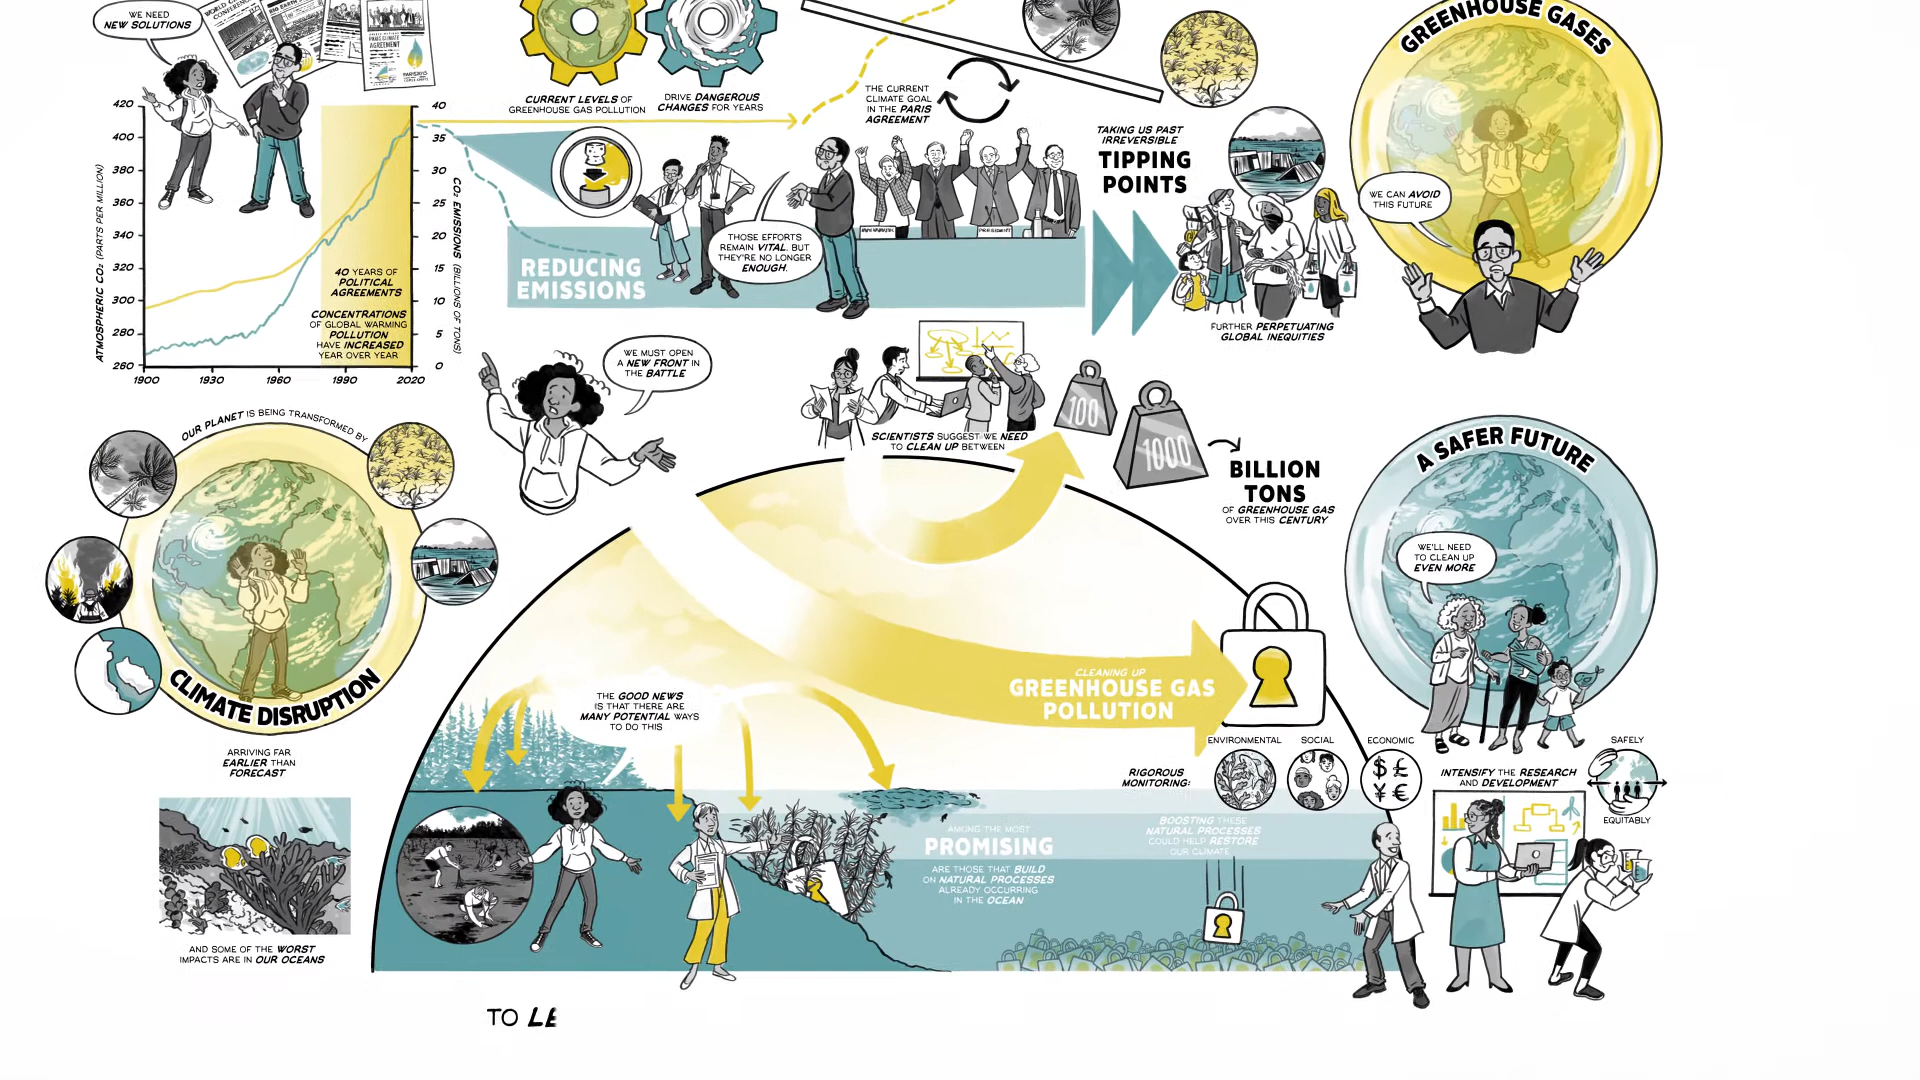 WE NEED
NEW SOLUTIONS
PARIS CLIMATE
AGREEMENT
CURRENT LEVELS OF
GREENHOUSE GAS POLLUTION
DRIVE DANGEROUS
CHANGES FOR YEARS
THE CURRENT
CLIMATE GOAL
IN THE PARIS
AGREEMENT
TAKING US PAST
IRREVERSIBLE
TIPPING
POINTS
GREENHOUSE GASES
WE CAN AVOID
THIS FUTURE
ATMOSPHERIC CO₂ (PARTS PER MILLION)
420
400
380
360
340
320
300
280
260
1900
1930
1960
1990
2020
40
35
30
25
20
15
10
5
0
CO₂ EMISSIONS (BILLIONS OF TONS)
40 YEARS OF
POLITICAL
AGREEMENTS
CONCENTRATIONS
OF GLOBAL WARMING
POLLUTION
HAVE INCREASED
YEAR OVER YEAR
REDUCING
EMISSIONS
THOSE EFFORTS
REMAIN VITAL. BUT
THEY'RE NO LONGER
ENOUGH.
PRESIDENT
FURTHER PERPETUATING
GLOBAL INEQUITIES
WE MUST OPEN
A NEW FRONT IN
THE BATTLE
SCIENTISTS SUGGEST WE NEED
TO CLEAN UP BETWEEN
100
1000
BILLION
TONS
OF GREENHOUSE GAS
OVER THIS CENTURY
OUR PLANET IS BEING TRANSFORMED BY
CLIMATE DISRUPTION
ARRIVING FAR
EARLIER THAN
FORECAST
AND SOME OF THE WORST
IMPACTS ARE IN OUR OCEANS
A SAFER FUTURE
WE'LL NEED
TO CLEAN UP
EVEN MORE
CLEANING UP
GREENHOUSE GAS
POLLUTION
THE GOOD NEWS
IS THAT THERE ARE
MANY POTENTIAL WAYS
TO DO THIS
AMONG THE MOST
PROMISING
ARE THOSE THAT BUILD
ON NATURAL PROCESSES
ALREADY OCCURRING
IN THE OCEAN
RIGOROUS
MONITORING:
ENVIRONMENTAL
SOCIAL
ECONOMIC
$ £
¥ €
BOOSTING THESE
NATURAL PROCESSES
COULD HELP RESTORE
OUR CLIMATE
INTENSIFY THE RESEARCH
AND DEVELOPMENT
SAFELY
EQUITABLY
TO LE